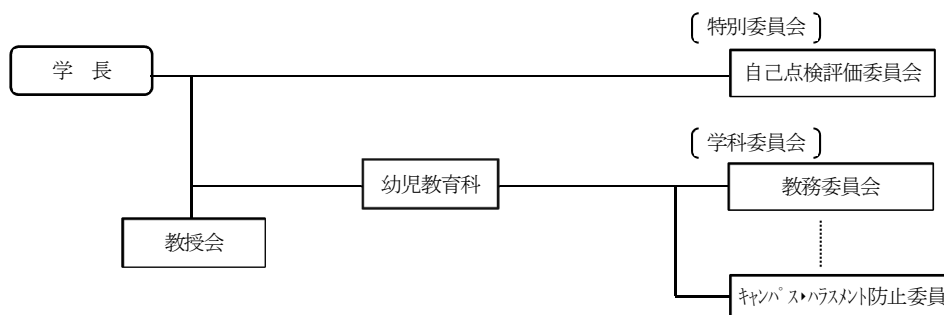 〔特別委員会〕
学 長
自己点検評価委員会
〔学科委員会〕
幼児教育科
教務委員会
教授会
ｷｬﾝﾊﾟｽ･ﾊﾗｽﾒﾝﾄ防止委員